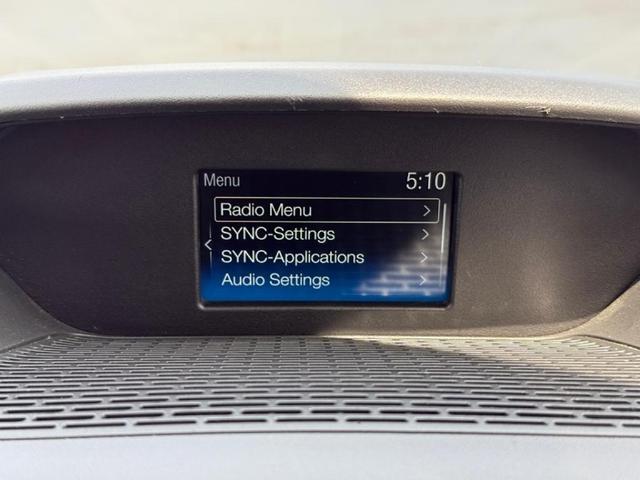 Menu 5:10
Radio Menu
SYNC-Settings
SYNC-Applications
Audio Settings